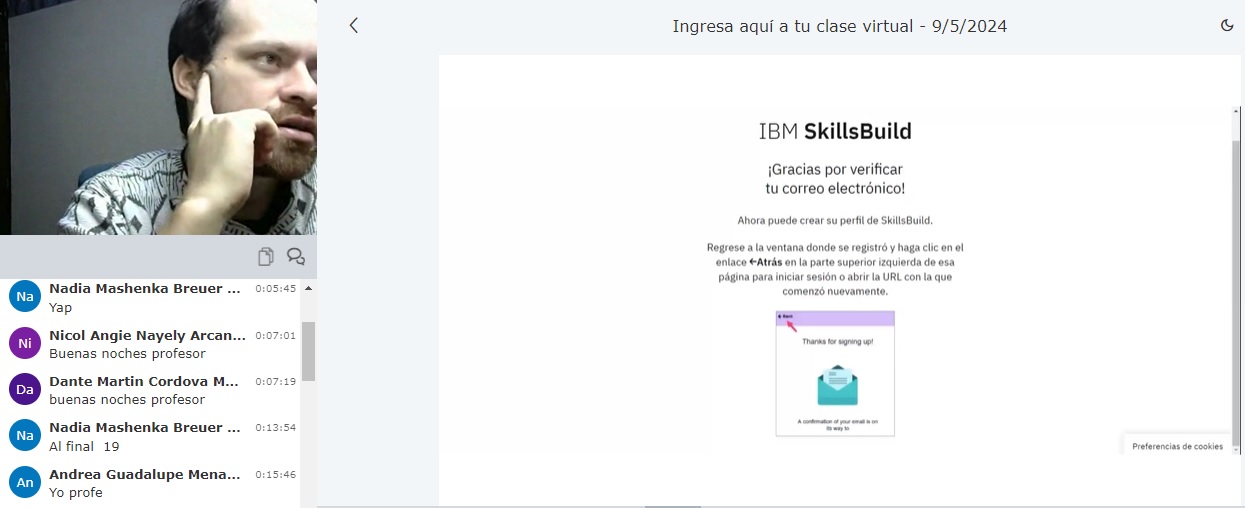 Ingresa aquí a tu clase virtual - 9/5/2024
Na
Nadia Mashenka Breuer ...
0:05:45
Yap
Ni
Nicol Angie Nayely Arcan...
0:07:01
Buenas noches profesor
Da
Dante Martin Cordova M...
0:07:19
buenas noches profesor
Na
Nadia Mashenka Breuer ...
0:13:54
Al final 19
An
Andrea Guadalupe Mena...
0:15:46
Yo profe
IBM SkillsBuild
¡Gracias por verificar
tu correo electrónico!
Ahora puede crear su perfil de SkillsBuild.
Regrese a la ventana donde se registró y haga clic en el
enlace ←Atrás en la parte superior izquierda de esa
página para iniciar sesión o abrir la URL con la que
comenzó nuevamente.
Back
Thanks for signing up!
A confirmation of your email is on
its way to
Preferencias de cookies